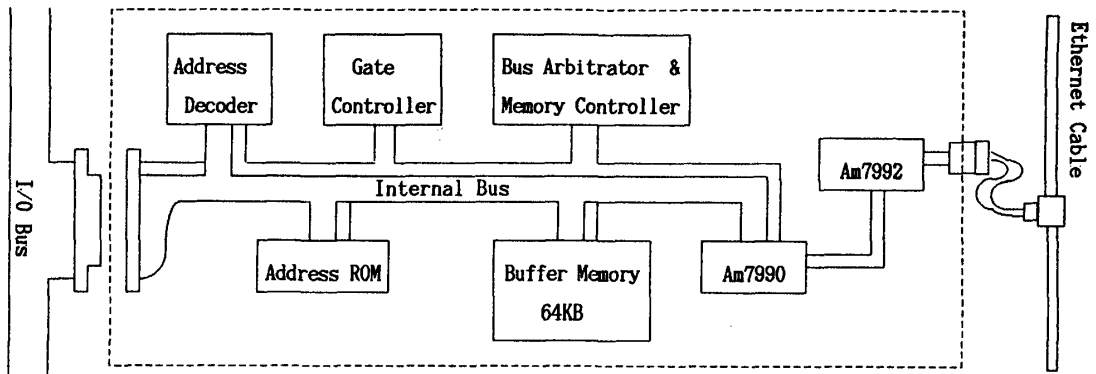 Address
Decoder
Gate
Controller
Bus Arbitrator &
Memory Controller
Am7992
Ethernet Cable
I/O Bus
Internal Bus
Address ROM
Buffer Memory
64KB
Am7990